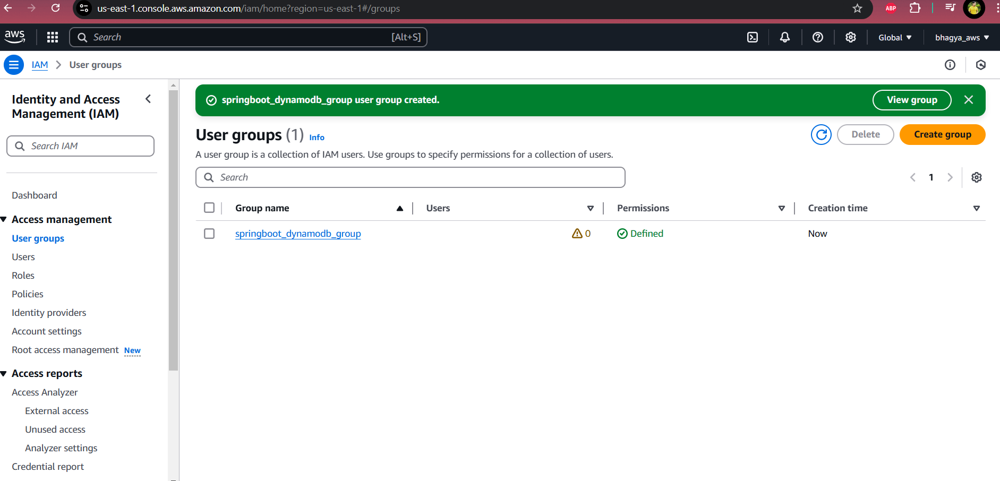 us-east-1.console.aws.amazon.com/iam/home?region=us-east-1#/groups
ABP
aws
Search [Alt+S]
Global
bhagya_aws
IAM > User groups
Identity and Access
Management (IAM)
Search IAM
Dashboard
Access management
User groups
Users
Roles
Policies
Identity providers
Account settings
Root access management New
Access reports
Access Analyzer
External access
Unused access
Analyzer settings
Credential report
springboot_dynamodb_group user group created.
View group
User groups (1) Info
Delete
Create group
A user group is a collection of IAM users. Use groups to specify permissions for a collection of users.
Search
1
Group name Users Permissions Creation time
springboot_dynamodb_group 0 Defined Now